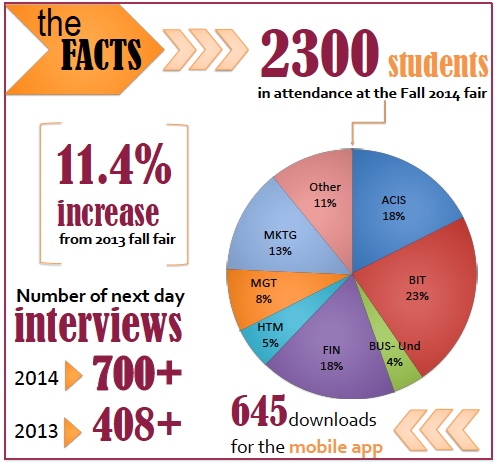 the
FACTS
2300 students
in attendance at the Fall 2014 fair
11.4%
increase
from 2013 fall fair
Other
11%
ACIS
18%
MKTG
13%
BIT
23%
MGT
8%
HTM
5%
FIN
18%
BUS- Und
4%
Number of next day
interviews
2014 700+
2013 408+
645 downloads
for the mobile app